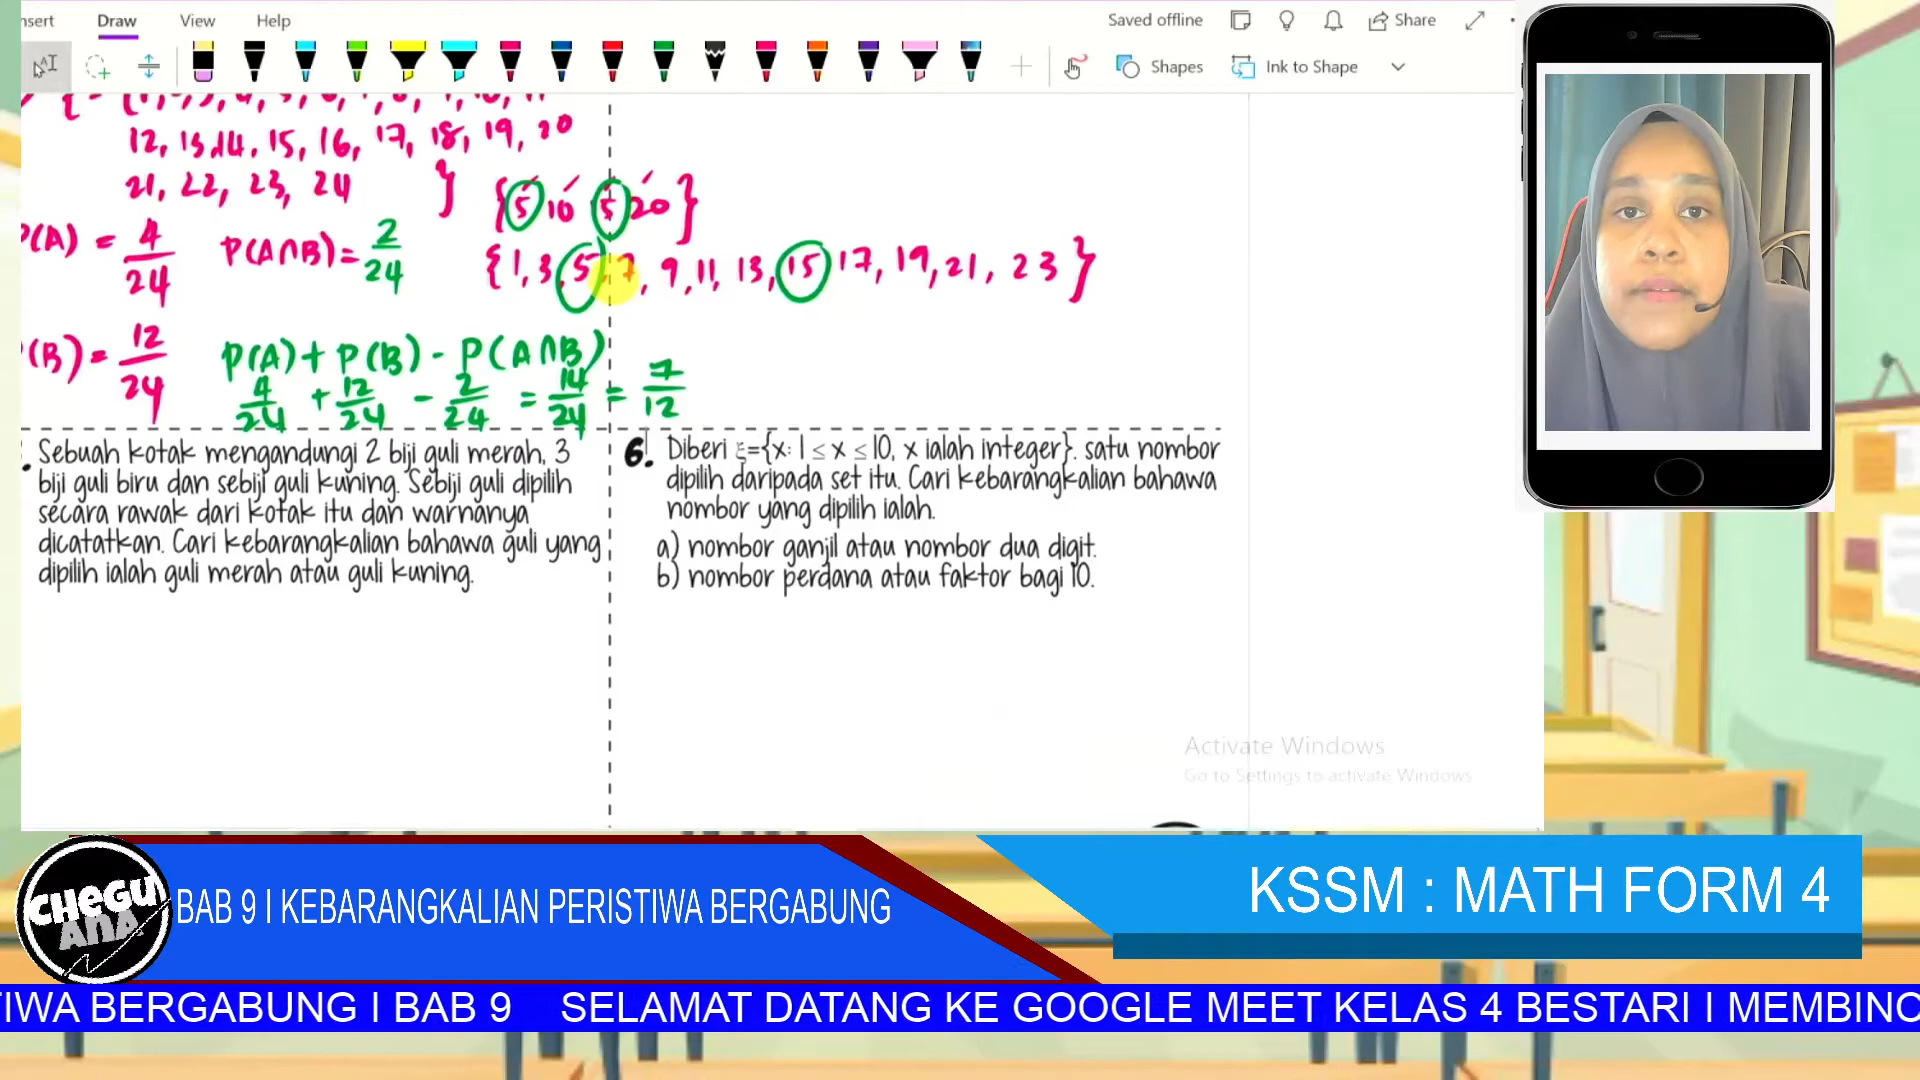 nsert Draw View Help Saved offline Share
Shapes Ink to Shape
12, 13, 14, 15, 16, 17, 18, 19, 20
21, 22, 23, 24 }
{5 10 15 20}
P(A) = 4/24 P(A∩B) = 2/24
{1, 3, 5, 7, 9, 11, 13, 15, 17, 19, 21, 23}
(B) = 12/24
P(A) + P(B) - P(A∩B)
4/24 + 12/24 - 2/24 = 14/24 = 7/12
Sebuah kotak mengandungi 2 biji guli merah, 3
biji guli biru dan sebiji guli kuning. Sebiji guli dipilih
secara rawak dari kotak itu dan warnanya
dicatatkan. Cari kebarangkalian bahawa guli yang
dipilih ialah guli merah atau guli kuning.
6. Diberi ξ={x: 1 ≤ x ≤ 10, x ialah integer}. satu nombor
dipilih daripada set itu. Cari kebarangkalian bahawa
nombor yang dipilih ialah.
a) nombor ganjil atau nombor dua digit.
b) nombor perdana atau faktor bagi 10.
Activate Windows
Go to Settings to activate Windows
CHEGU
ANA
BAB 9 I KEBARANGKALIAN PERISTIWA BERGABUNG
KSSM : MATH FORM 4
TIWA BERGABUNG I BAB 9 SELAMAT DATANG KE GOOGLE MEET KELAS 4 BESTARI I MEMBINC